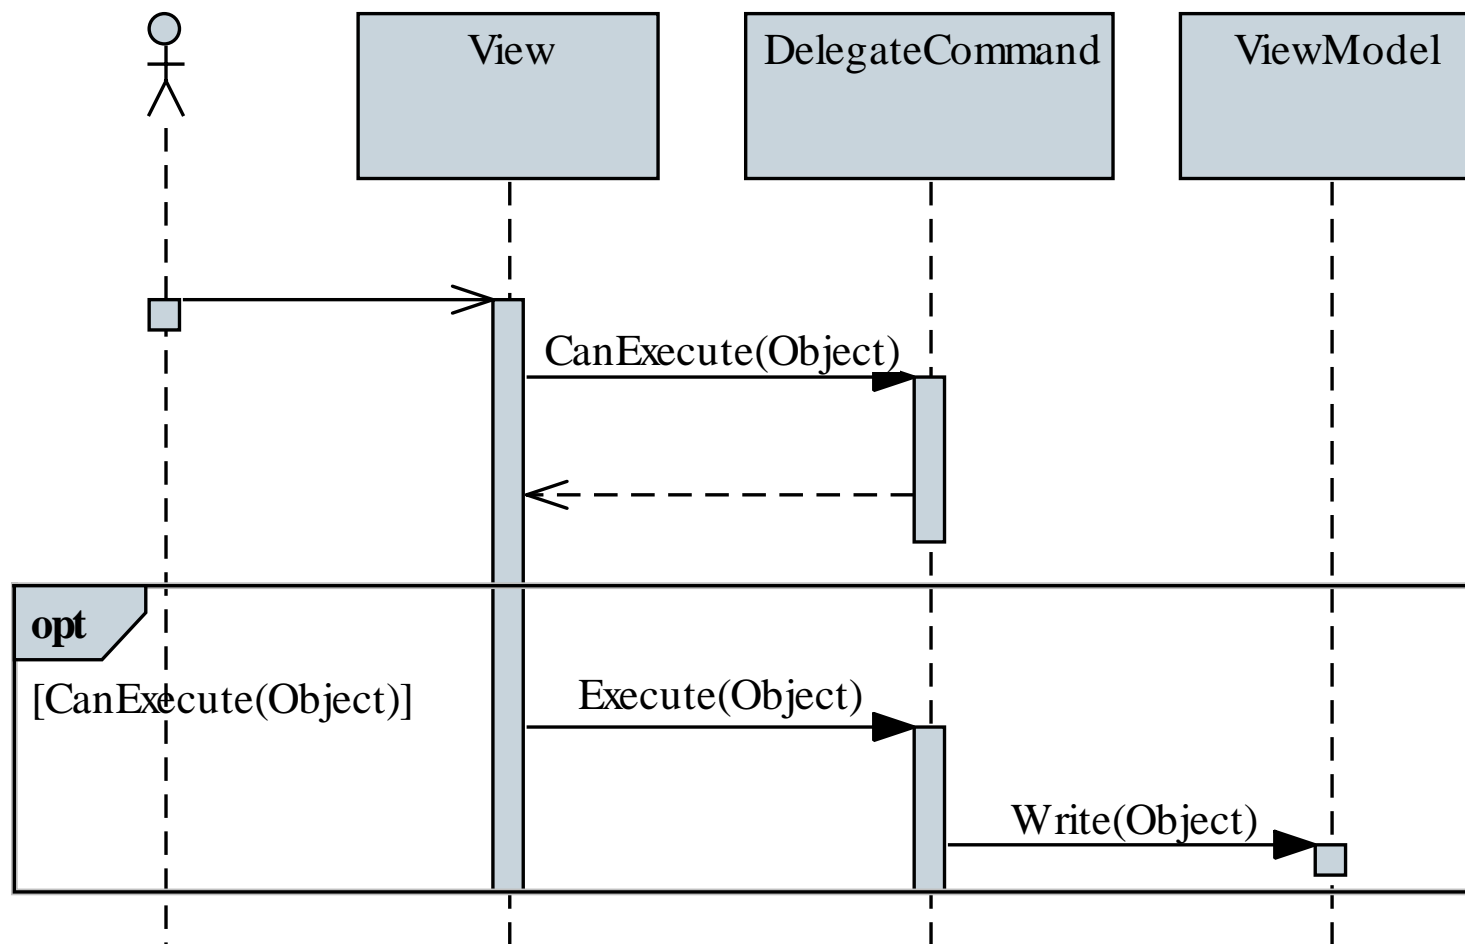 View
DelegateCommand
ViewModel
CanExecute(Object)
opt
[CanExecute(Object)]
Execute(Object)
Write(Object)